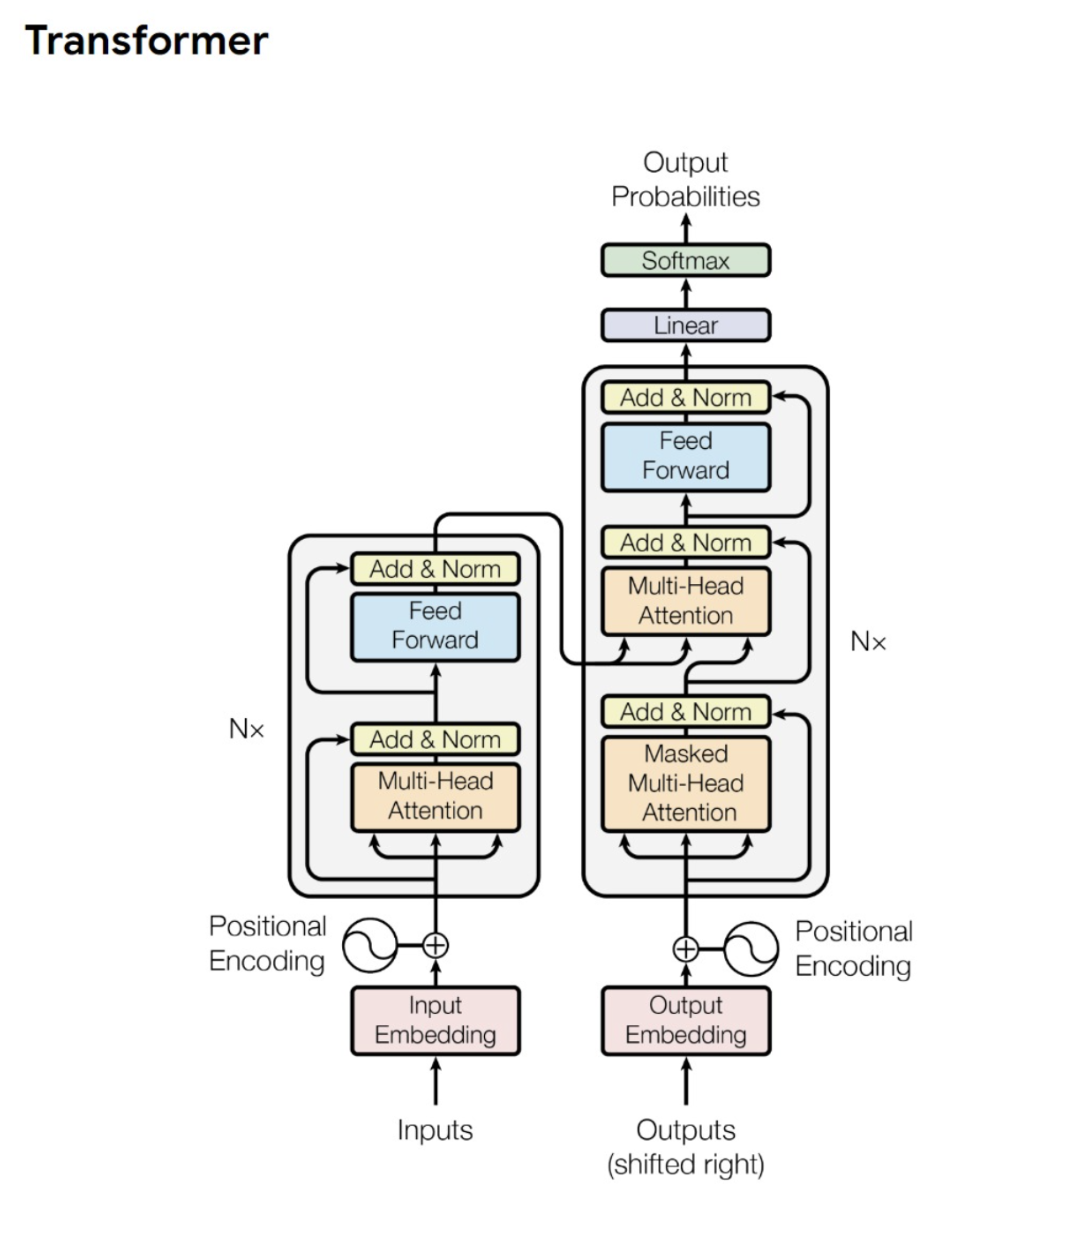 Transformer
Output
Probabilities
Softmax
Linear
Add & Norm
Feed
Forward
Add & Norm
Multi-Head
Attention
Nx
Add & Norm
Masked
Multi-Head
Attention
Add & Norm
Feed
Forward
Nx
Add & Norm
Multi-Head
Attention
Positional
Encoding
Positional
Encoding
Input
Embedding
Output
Embedding
Inputs
Outputs
(shifted right)